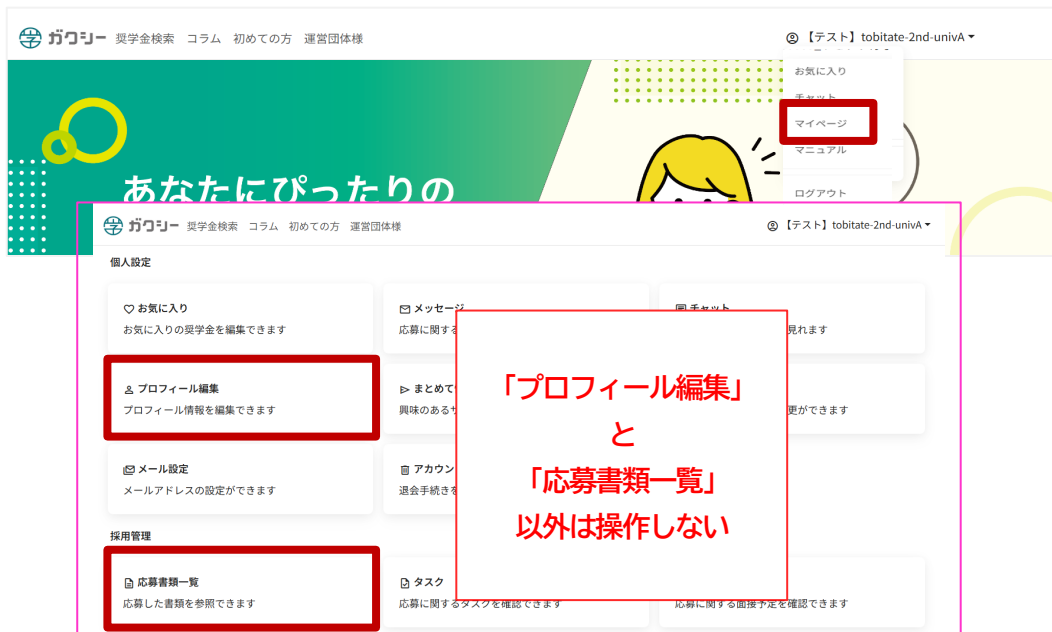 ガクシー 奨学金検索 コラム 初めての方 運営団体様
【テスト】tobitate-2nd-univA
お気に入り
チャット
マイページ
マニュアル
ログアウト
あなたにぴったりの
ガクシー 奨学金検索 コラム 初めての方 運営団体様
【テスト】tobitate-2nd-univA
個人設定
お気に入り
お気に入りの奨学金を編集できます
メッセージ
応募に関する
チャット
見れます
プロフィール編集
プロフィール情報を編集できます
まとめて
興味のある
更ができます
メール設定
メールアドレスの設定ができます
アカウン
退会手続きを
「プロフィール編集」
と
「応募書類一覧」
以外は操作しない
採用管理
応募書類一覧
応募した書類を参照できます
タスク
応募に関するタスクを確認できます
応募に関する面接予定を確認できます